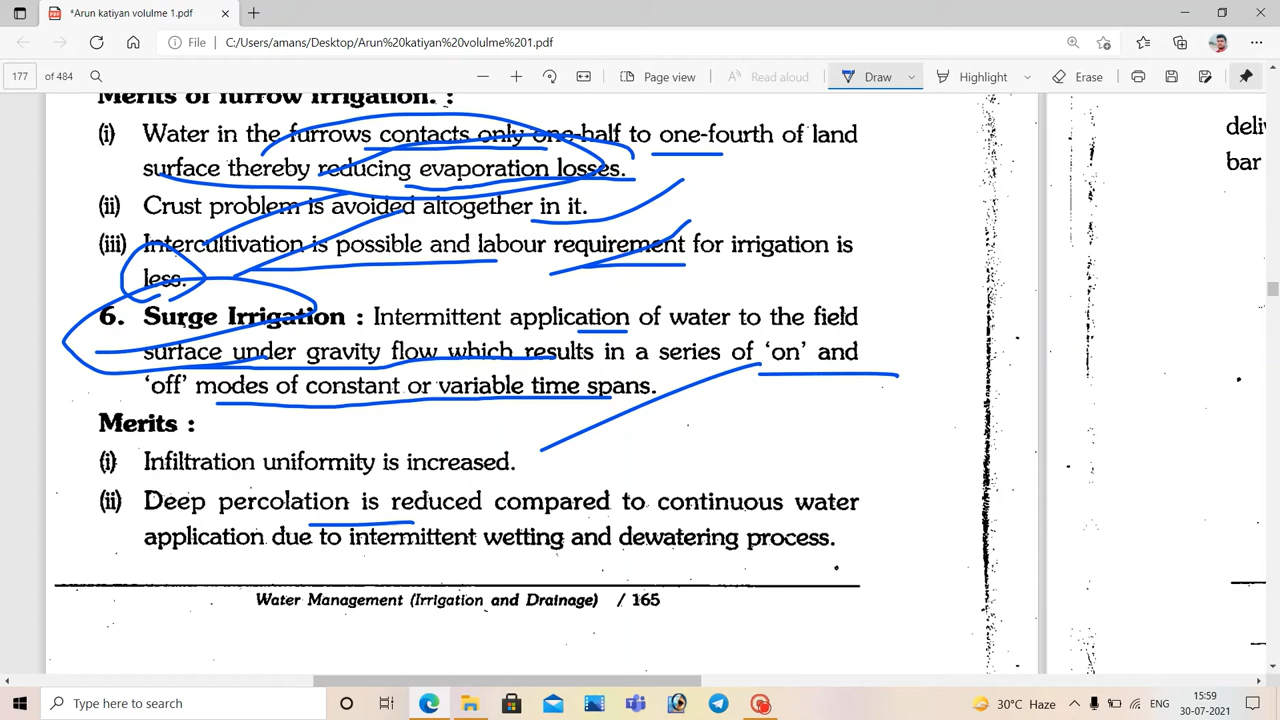 *Arun katiyan volulme 1.pdf
File
C:/Users/amans/Desktop/Arun%20katiyan%20volulme%201.pdf
177 of 484
Page view
Read aloud
Draw
Highlight
Erase
Merits of furrow irrigation. :
(i) Water in the furrows contacts only one-half to one-fourth of land
surface thereby reducing evaporation losses.
(ii) Crust problem is avoided altogether in it.
(iii) Intercultivation is possible and labour requirement for irrigation is
less.
6. Surge Irrigation : Intermittent application of water to the field
surface under gravity flow which results in a series of ‘on’ and
‘off’ modes of constant or variable time spans.
Merits :
(i) Infiltration uniformity is increased.
(ii) Deep percolation is reduced compared to continuous water
application due to intermittent wetting and dewatering process.
Water Management (Irrigation and Drainage) / 165
deli
bar
Type here to search
30°C Haze
ENG
15:59
30-07-2021